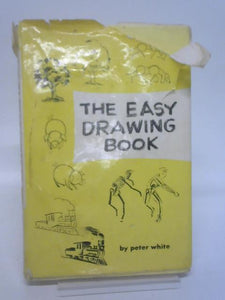 THE EASY
DRAWING
BOOK
by peter white